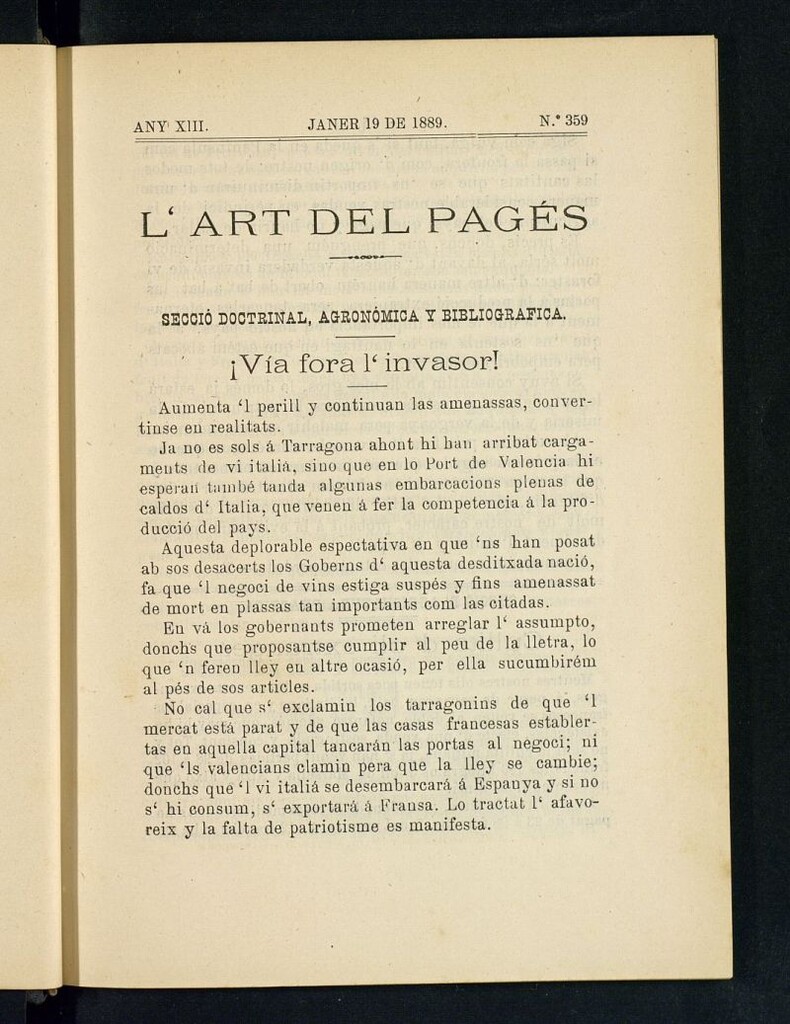 ANY XIII.
JANER 19 DE 1889.
N.º 359
L‘ ART DEL PAGÉS
SECCIÓ DOCTRINAL, AGRONÓMICA Y BIBLIOGRAFICA.
¡Vía fora l‘ invasor!
Aumenta ‘l perill y continuan las amenassas, conver-
tinse en realitats.
Ja no es sols á Tarragona ahont hi han arribat carga-
ments de vi italiá, sino que en lo Port de Valencia hi
esperan també tanda algunas embarcacions plenas de
caldos d‘ Italia, que venen á fer la competencia á la pro-
ducció del pays.
Aquesta deplorable espectativa en que ‘ns han posat
ab sos desacerts los Goberns d‘ aquesta desditxada nació,
fa que ‘l negoci de vins estiga suspés y fins amenassat
de mort en plassas tan importants com las citadas.
En vá los gobernants prometen arreglar l‘ assumpto,
donchs que proposantse cumplir al peu de la lletra, lo
que ‘n feren lley en altre ocasió, per ella sucumbirém
al pés de sos articles.
No cal que s‘ exclamin los tarragonins de que ‘l
mercat está parat y de que las casas francesas establer-
tas en aquella capital tancarán las portas al negoci; ni
que ‘ls valencians clamin pera que la lley se cambie;
donchs que ‘l vi italiá se desembarcará á Espanya y si no
s‘ hi consum, s‘ exportará á Fransa. Lo tractat l‘ afavo-
reix y la falta de patriotisme es manifesta.